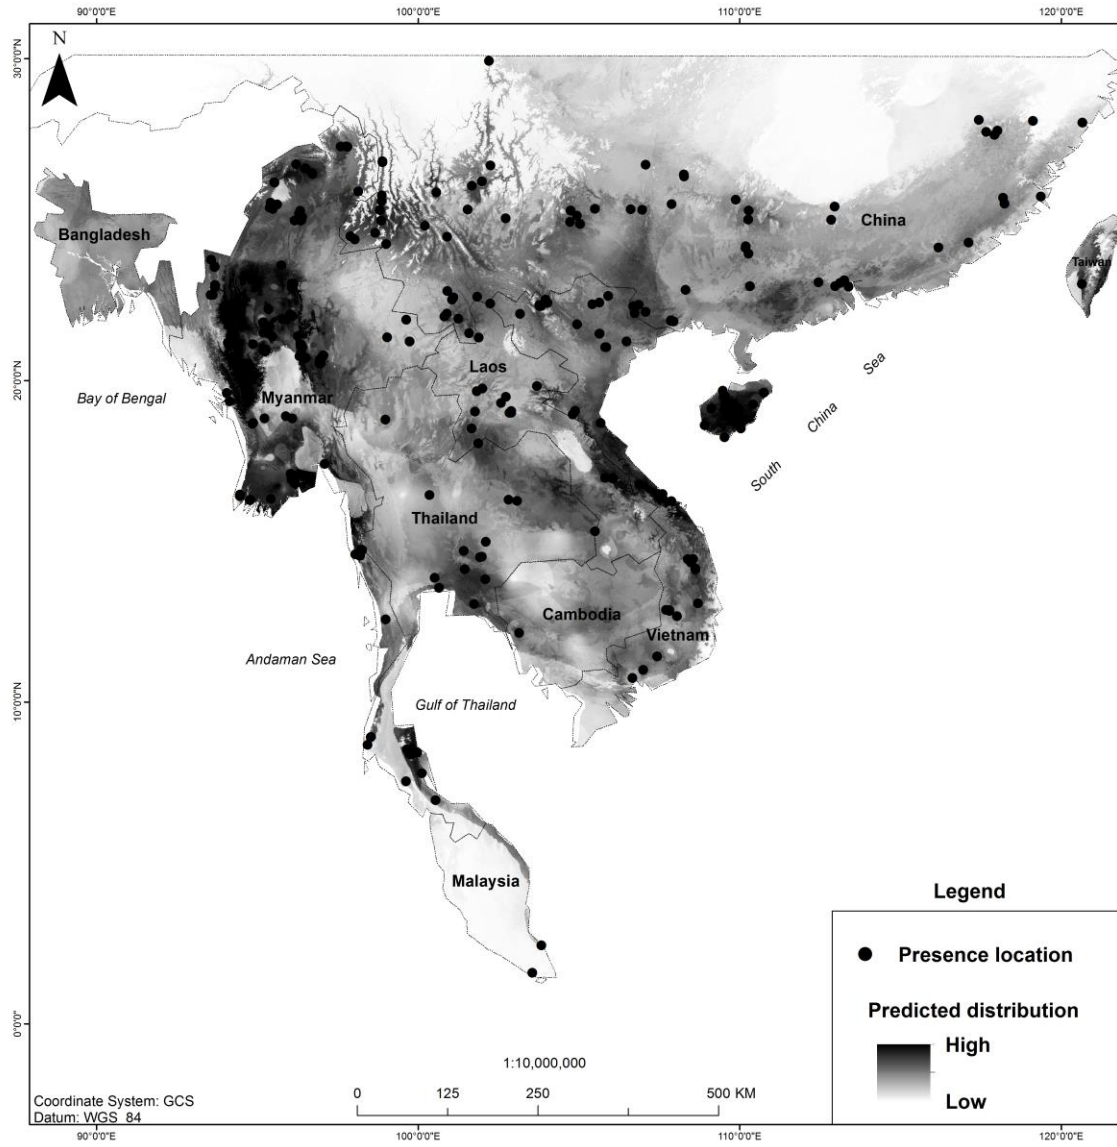 90°0'0"E 100°0'0"E 110°0'0"E 120°0'0"E
30°0'0"N
N
China
Bangladesh
Taiwan
20°0'0"N
Laos
Sea
Bay of Bengal
Myanmar
China
South
Thailand
Cambodia
Vietnam
Andaman Sea
10°0'0"N
Gulf of Thailand
Malaysia
Legend
Presence location
Predicted distribution
High
Low
0°0'0"
1:10,000,000
0 125 250 500 KM
Coordinate System: GCS
Datum: WGS_84
90°0'0"E 100°0'0"E 110°0'0"E 120°0'0"E